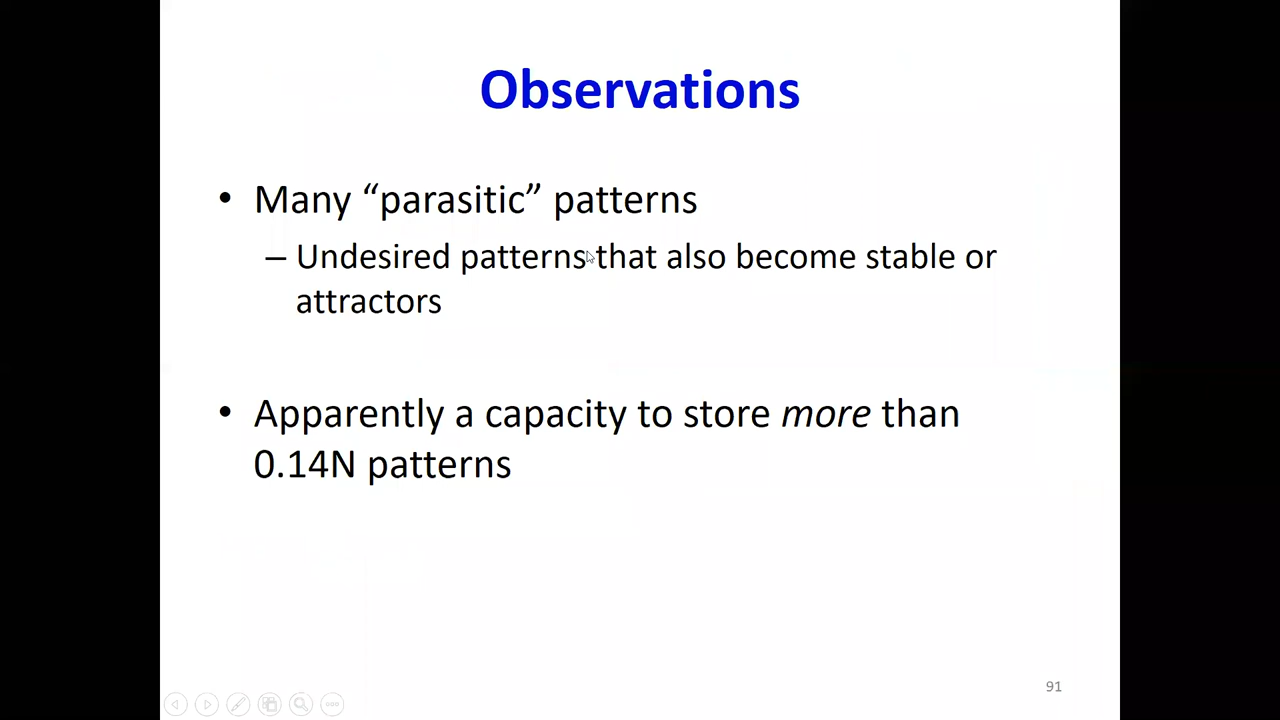 Observations
• Many “parasitic” patterns
– Undesired patterns that also become stable or
attractors
• Apparently a capacity to store more than
0.14N patterns
91